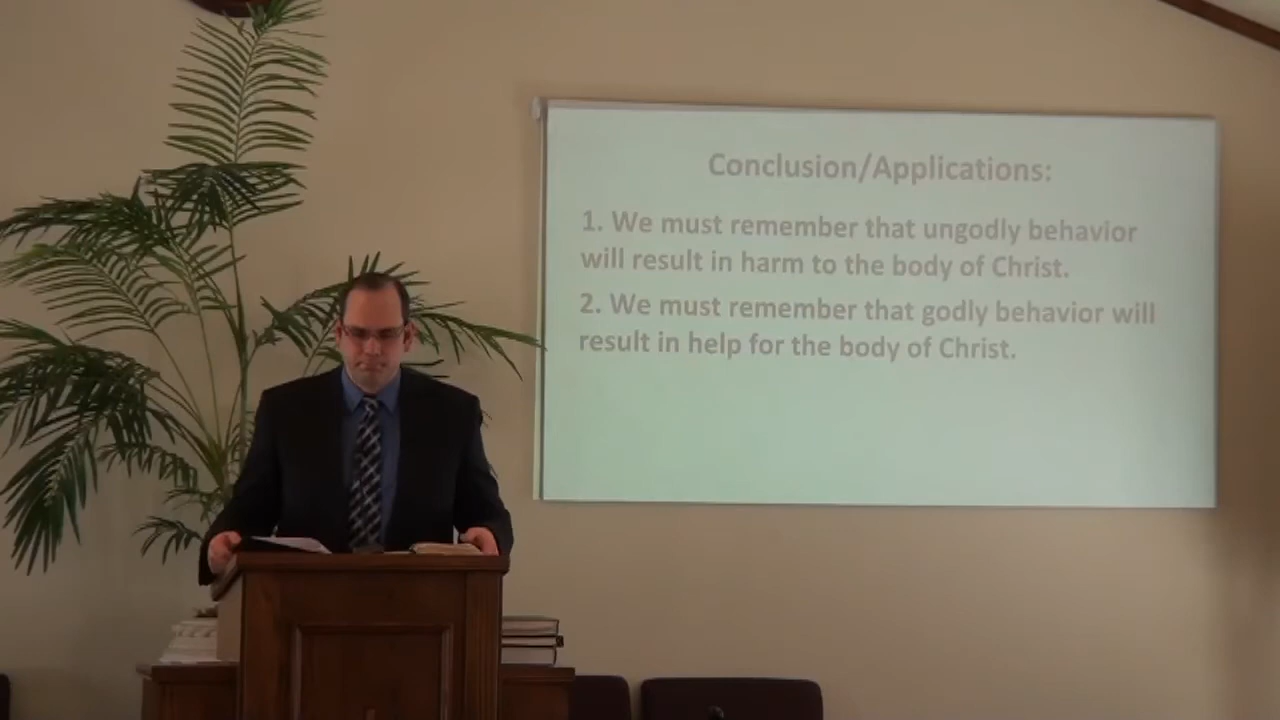 Conclusion/Applications:
1. We must remember that ungodly behavior
will result in harm to the body of Christ.
2. We must remember that godly behavior will
result in help for the body of Christ.